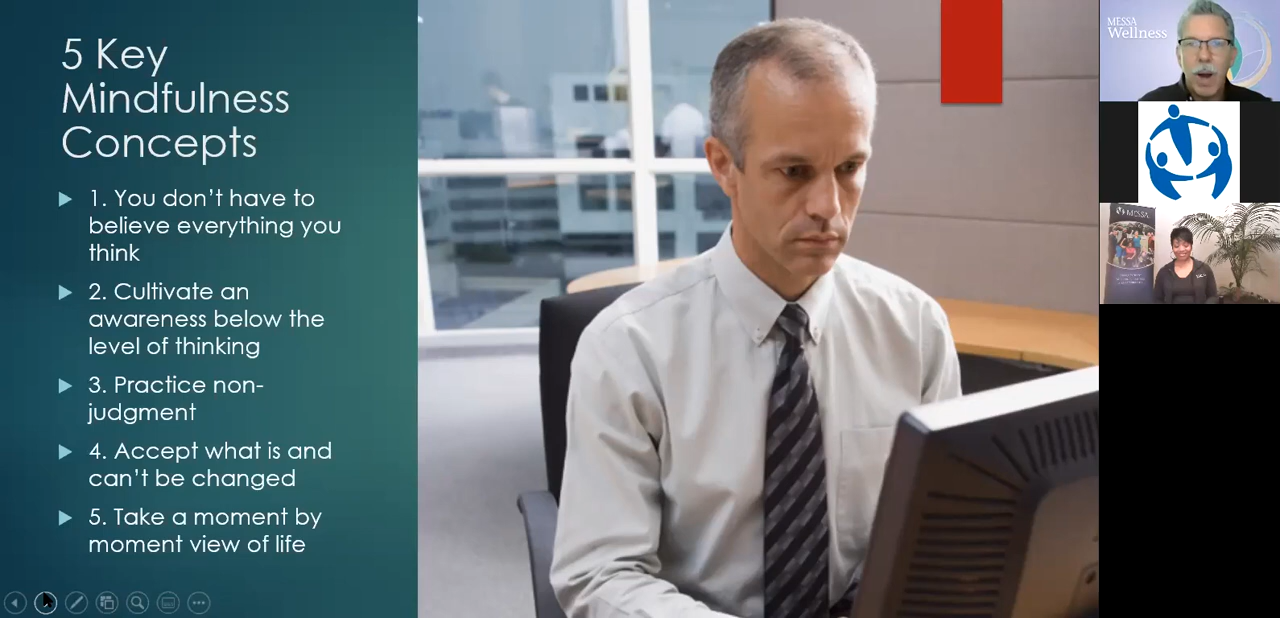 5 Key
Mindfulness
Concepts
1. You don’t have to
believe everything you
think
2. Cultivate an
awareness below the
level of thinking
3. Practice non-
judgment
4. Accept what is and
can’t be changed
5. Take a moment by
moment view of life
MESSA
Wellness
MESSA